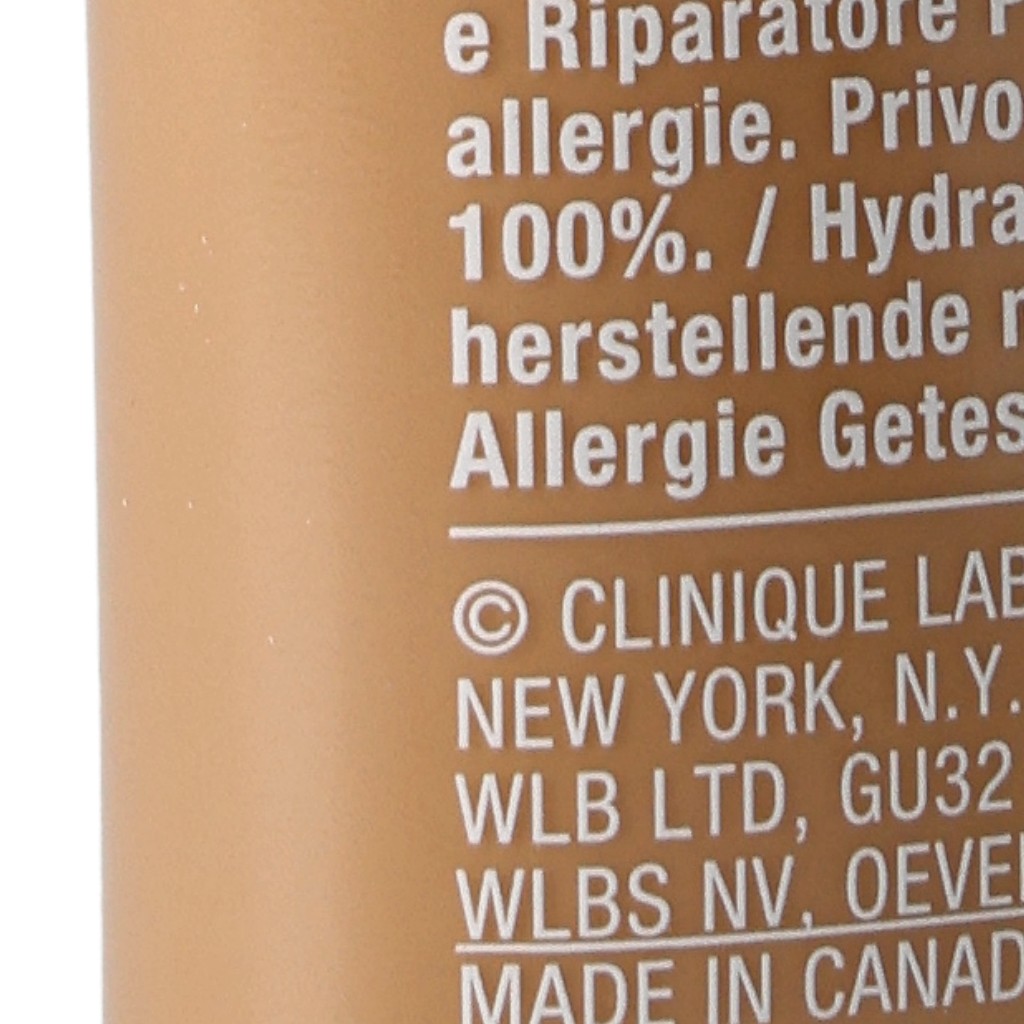 e Riparatore
allergie. Privo
100%. / Hydra
herstellende
Allergie Getes
© CLINIQUE LAB
NEW YORK, N.Y.
WLB LTD, GU32
WLBS NV, OEVE
MADE IN CANAD